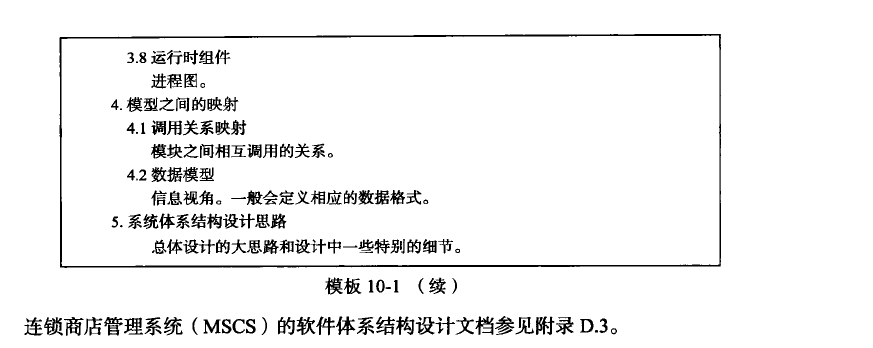 3.8 运行时组件
进程图。
4. 模型之间的映射
4.1 调用关系映射
模块之间相互调用的关系。
4.2 数据模型
信息视角。一般会定义相应的数据格式。
5. 系统体系结构设计思路
总体设计的大思路和设计中一些特别的细节。
模板 10-1 （续）
连锁商店管理系统（MSCS）的软件体系结构设计文档参见附录 D.3。